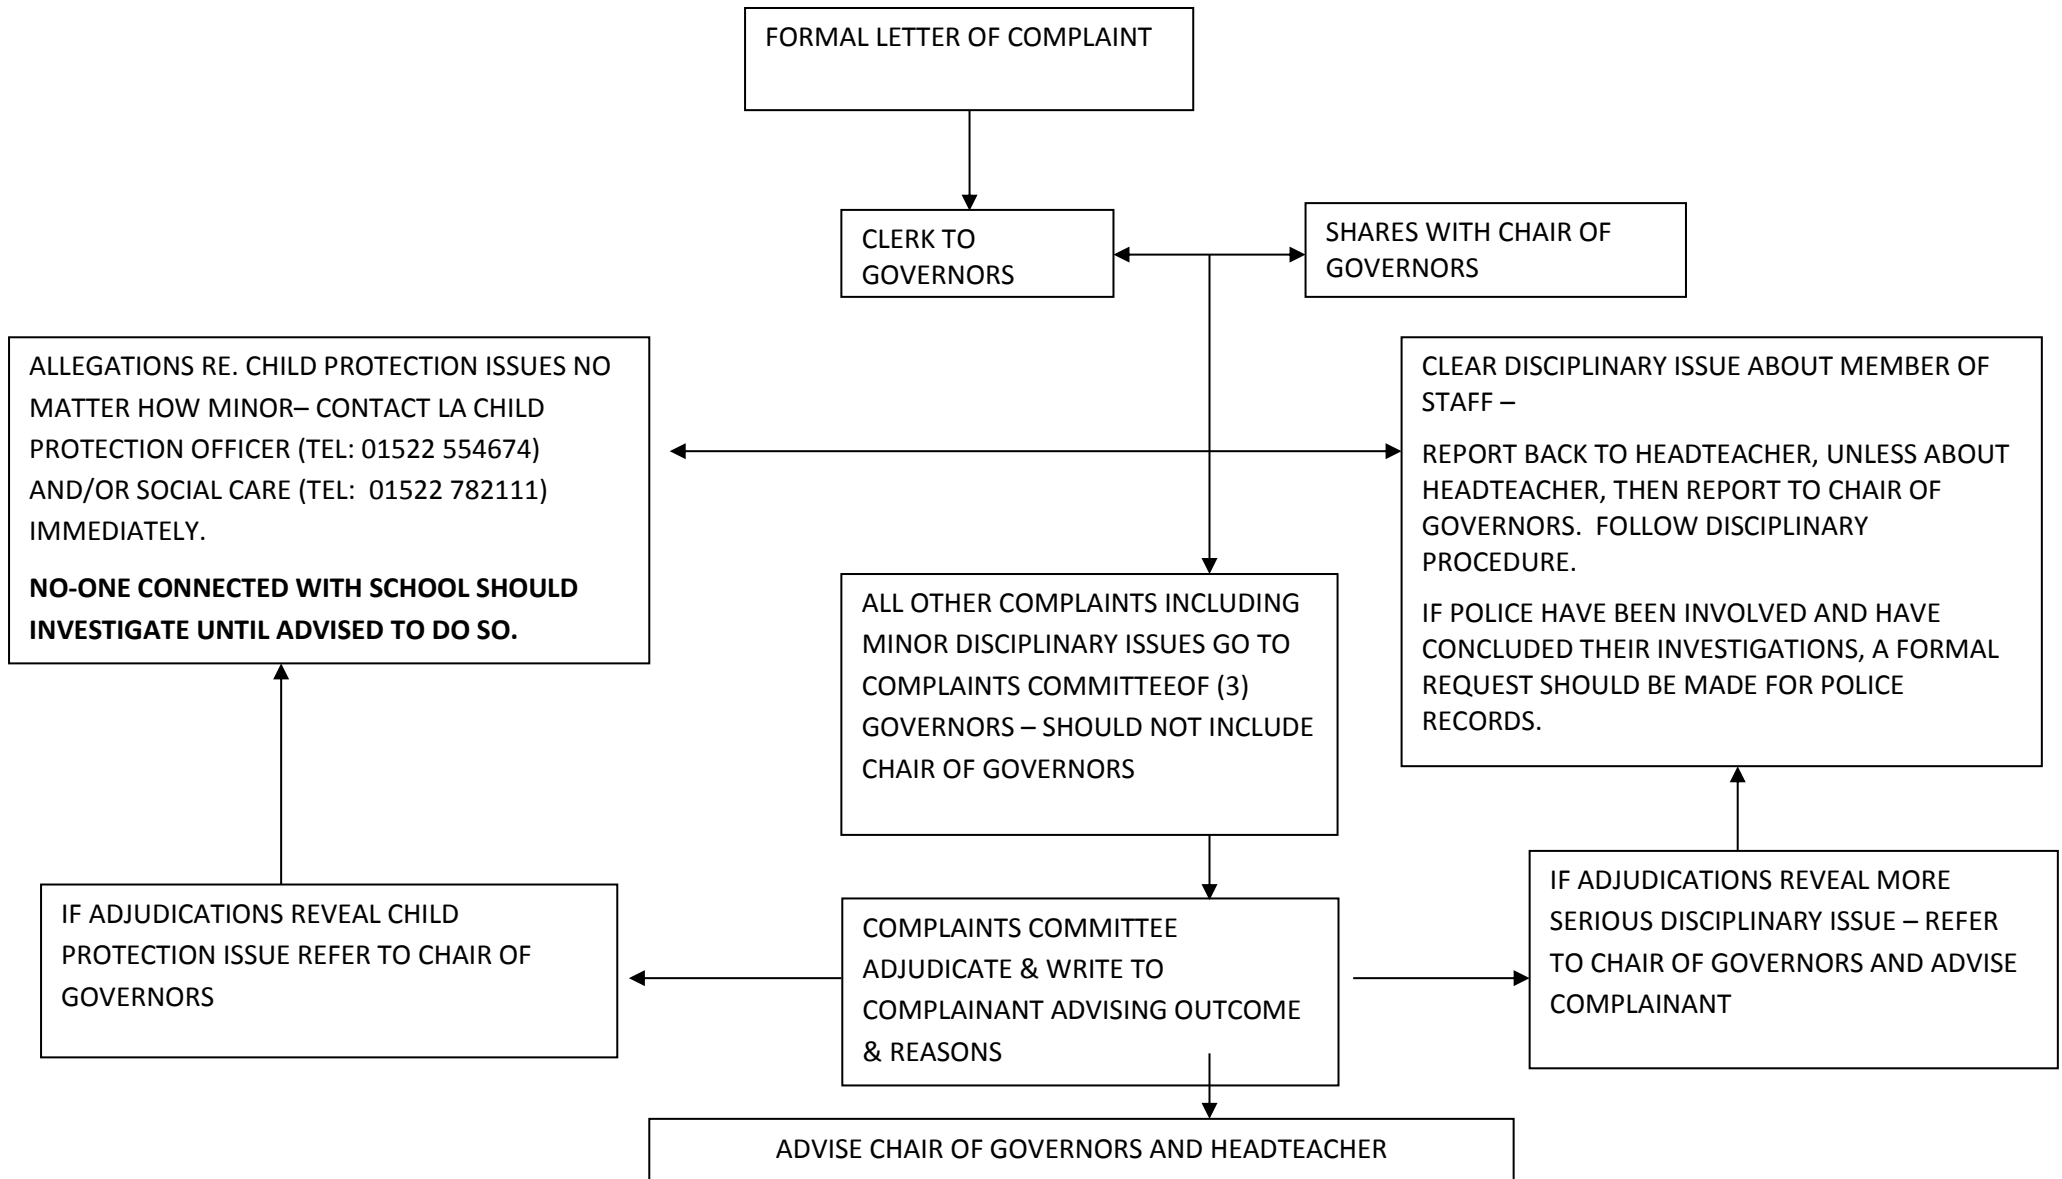 FORMAL LETTER OF COMPLAINT
CLERK TO
GOVERNORS
SHARES WITH CHAIR OF
GOVERNORS
ALLEGATIONS RE. CHILD PROTECTION ISSUES NO
MATTER HOW MINOR– CONTACT LA CHILD
PROTECTION OFFICER (TEL: 01522 554674)
AND/OR SOCIAL CARE (TEL:  01522 782111)
IMMEDIATELY.
NO-ONE CONNECTED WITH SCHOOL SHOULD
INVESTIGATE UNTIL ADVISED TO DO SO.
CLEAR DISCIPLINARY ISSUE ABOUT MEMBER OF
STAFF –
REPORT BACK TO HEADTEACHER, UNLESS ABOUT
HEADTEACHER, THEN REPORT TO CHAIR OF
GOVERNORS.  FOLLOW DISCIPLINARY
PROCEDURE.
IF POLICE HAVE BEEN INVOLVED AND HAVE
CONCLUDED THEIR INVESTIGATIONS, A FORMAL
REQUEST SHOULD BE MADE FOR POLICE
RECORDS.
ALL OTHER COMPLAINTS INCLUDING
MINOR DISCIPLINARY ISSUES GO TO
COMPLAINTS COMMITTEEOF (3)
GOVERNORS – SHOULD NOT INCLUDE
CHAIR OF GOVERNORS
IF ADJUDICATIONS REVEAL CHILD
PROTECTION ISSUE REFER TO CHAIR OF
GOVERNORS
COMPLAINTS COMMITTEE
ADJUDICATE & WRITE TO
COMPLAINANT ADVISING OUTCOME
& REASONS
IF ADJUDICATIONS REVEAL MORE
SERIOUS DISCIPLINARY ISSUE – REFER
TO CHAIR OF GOVERNORS AND ADVISE
COMPLAINANT
ADVISE CHAIR OF GOVERNORS AND HEADTEACHER